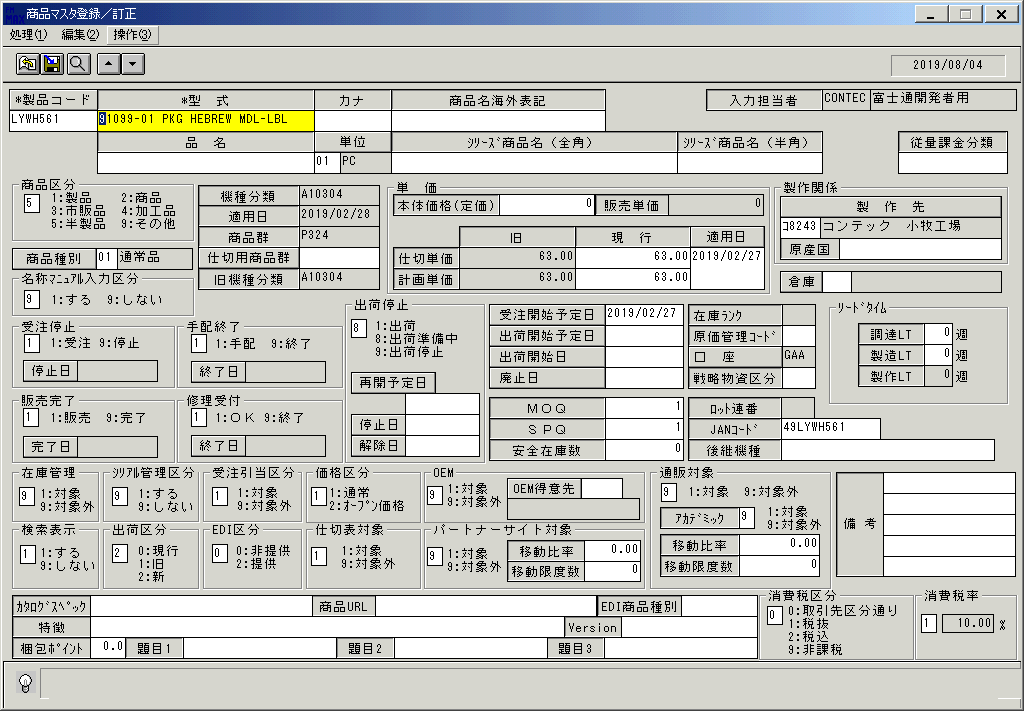 商品マスタ登録／訂正
処理(1) 編集(2) 操作(3)
2019/08/04
*製品コード *型　式 カナ 商品名海外表記 入力担当者 CONTEC 富士通開発者用
LYWH561 91099-01 PKG HEBREW MDL-LBL
品　名 単位 ｼﾘｰｽﾞ商品名（全角） ｼﾘｰｽﾞ商品名（半角） 従量課金分類
01 PC
商品区分
5 1:製品 2:商品
3:市販品 4:加工品
5:半製品 9:その他
商品種別 01 通常品
名称ﾏﾆｭｱﾙ入力区分
9 1:する 9:しない
機種分類 A10304
適用日 2019/02/28
商品群 P324
仕切用商品群
旧機種分類 A10304
単　価
本体価格(定価) 0 販売単価 0
旧 現　行 適用日
仕切単価 63.00 63.00 2019/02/27
計画単価 63.00 63.00
製作関係
製　作　先
ｺ8243 コンテック　小牧工場
原産国
倉庫
受注停止
1 1:受注 9:停止
停止日
手配終了
1 1:手配 9:終了
終了日
出荷停止
8 1:出荷
8:出荷準備中
9:出荷停止
再開予定日
停止日
解除日
受注開始予定日 2019/02/27
出荷開始予定日
出荷開始日
廃止日
在庫ﾗﾝｸ
原価管理ｺｰﾄﾞ
口　座 GAA
戦略物資区分
ﾘｰﾄﾞﾀｲﾑ
調達LT 0 週
製造LT 0 週
製作LT 0 週
販売完了
1 1:販売 9:完了
完了日
修理受付
1 1:OK 9:終了
終了日
ＭＯＱ 1
ＳＰＱ 1
安全在庫数 0
ﾛｯﾄ連番
JANｺｰﾄﾞ 49LYWH561
後継機種
在庫管理
9 1:対象
9:対象外
ｼﾘｱﾙ管理区分
9 1:する
9:しない
受注引当区分
1 1:対象
9:対象外
価格区分
1 1:通常
2:ｵｰﾌﾟﾝ価格
OEM
9 1:対象
9:対象外
OEM得意先
通販対象
9 1:対象 9:対象外
ｱｶﾃﾞﾐｯｸ 9 1:対象
9:対象外
移動比率 0.00
移動限度数 0
備 考
検索表示
1 1:する
9:しない
出荷区分
2 0:現行
1:旧
2:新
EDI区分
0 0:非提供
2:提供
仕切表対象
1 1:対象
9:対象外
パートナーサイト対象
9 1:対象
9:対象外
移動比率 0.00
移動限度数 0
ｶﾀﾛｸﾞｽﾍﾟｯｸ 商品URL EDI商品種別
特徴 Version
梱包ﾎﾟｲﾝﾄ 0.0 題目1 題目2 題目3
消費税区分
0 0:取引先区分通り
1:税抜
2:税込
9:非課税
消費税率
1 10.00 %